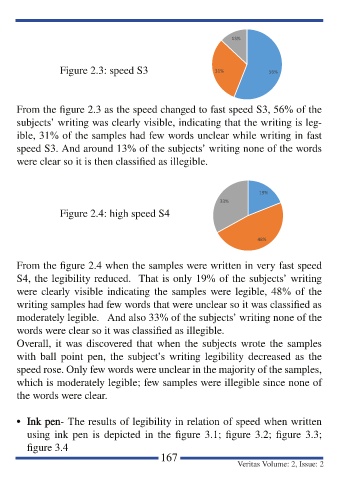 13%
31%
56%
Figure 2.3: speed S3
From the figure 2.3 as the speed changed to fast speed S3, 56% of the
subjects' writing was clearly visible, indicating that the writing is leg-
ible, 31% of the samples had few words unclear while writing in fast
speed S3. And around 13% of the subjects' writing none of the words
were clear so it is then classified as illegible.
19%
33%
Figure 2.4: high speed S4
48%
From the figure 2.4 when the samples were written in very fast speed
S4, the legibility reduced. That is only 19% of the subjects' writing
were clearly visible indicating the samples were legible, 48% of the
writing samples had few words that were unclear so it was classified as
moderately legible. And also 33% of the subjects' writing none of the
words were clear so it was classified as illegible.
Overall, it was discovered that when the subjects wrote the samples
with ball point pen, the subject's writing legibility decreased as the
speed rose. Only few words were unclear in the majority of the samples,
which is moderately legible; few samples were illegible since none of
the words were clear.
• Ink pen- The results of legibility in relation of speed when written
using ink pen is depicted in the figure 3.1; figure 3.2; figure 3.3;
figure 3.4
167
Veritas Volume: 2, Issue: 2